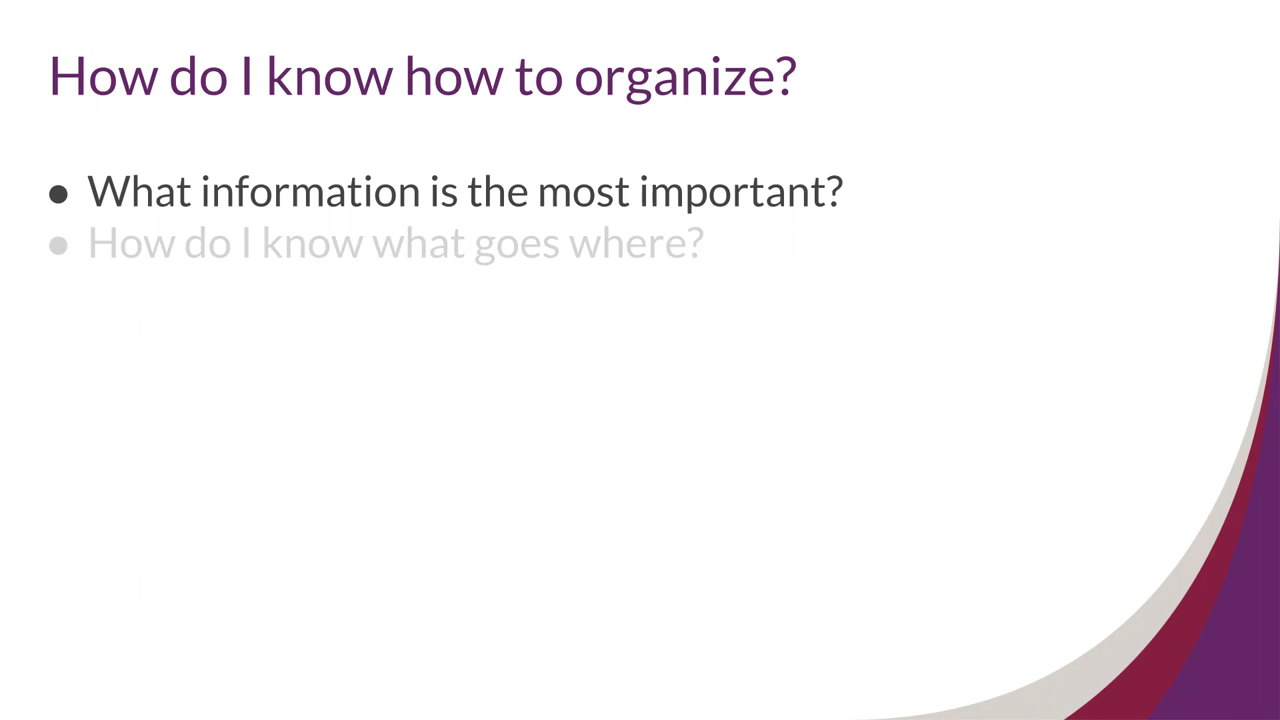 How do I know how to organize?
● What information is the most important?
● How do I know what goes where?